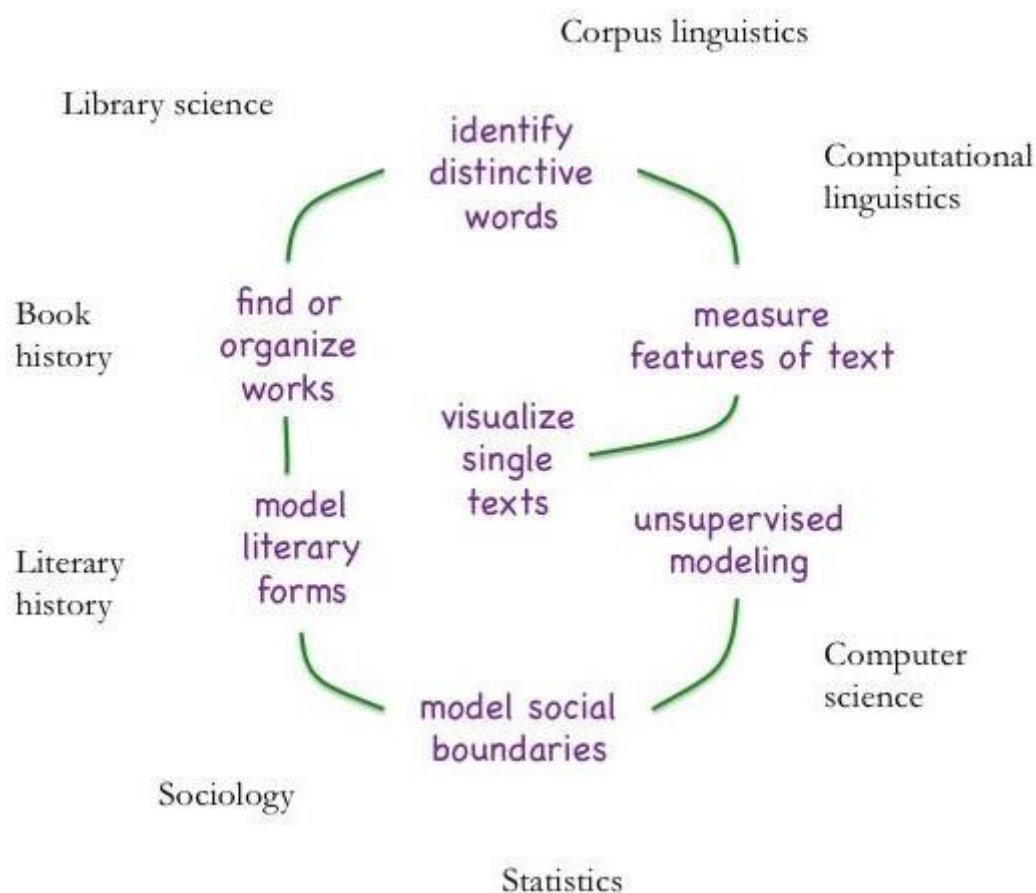 Corpus linguistics
Library science
identify
distinctive
words
Computational
linguistics
find or
organize
works
Book
history
measure
features of text
visualize
single
texts
model
literary
forms
unsupervised
modeling
Literary
history
Computer
science
model social
boundaries
Sociology
Statistics